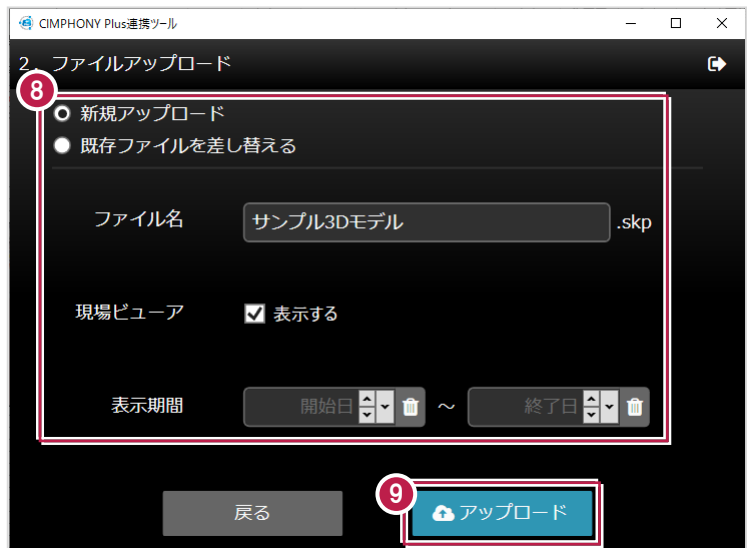 CIMPHONY Plus連携ツール
2. ファイルアップロード
8
新規アップロード
既存ファイルを差し替える
ファイル名 サンプル3Dモデル .skp
現場ビューア 表示する
表示期間 開始日 ～ 終了日
9
戻る アップロード